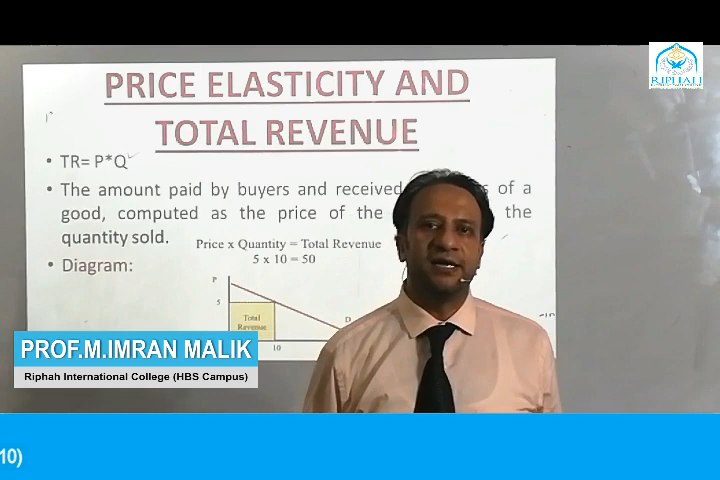 RIPHAH
PRICE ELASTICITY AND
TOTAL REVENUE
• TR= P*Q
• The amount paid by buyers and received of a
good, computed as the price of the the
quantity sold.
Price x Quantity = Total Revenue
5 x 10 = 50
• Diagram:
P
5
Total
Revenue
D
10
PROF.M.IMRAN MALIK
Riphah International College (HBS Campus)
10)